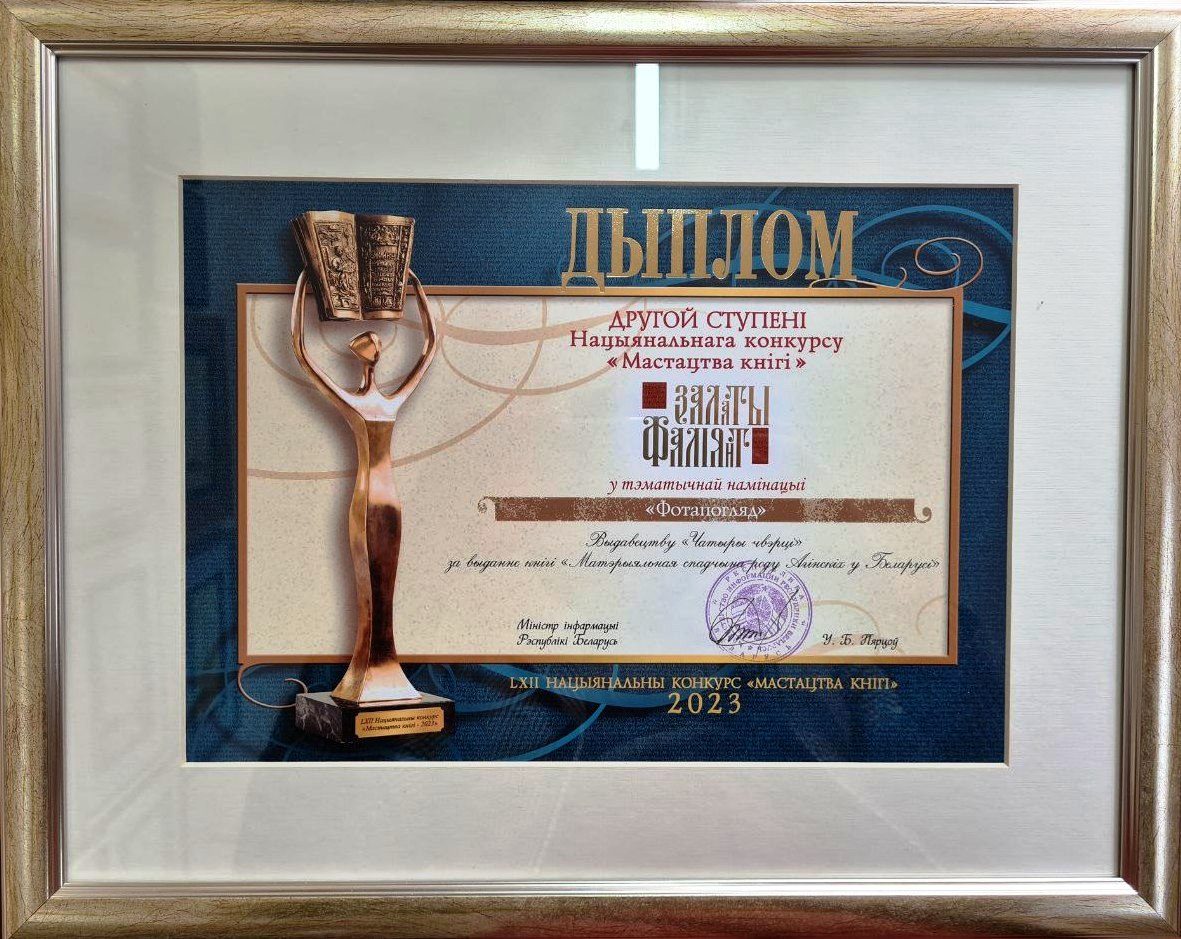 ДЫПЛОМ
ДРУГОЙ СТУПЕНІ
Нацыянальнага конкурсу
«Мастацтва кнігі»
ЗАЛАТЫ
ФАЛІЯНТ
у тэматычнай намінацыі
«Фотапогляд»
Выдавецтву «Чатыры чвэрці»
за выданне кнігі «Матэрыяльная спадчына роду Агінскіх у Беларусі»
Міністр інфармацыі
Рэспублікі Беларусь
У. Б. Пярцоў
LXII НАЦЫЯНАЛЬНЫ КОНКУРС «МАСТАЦТВА КНІГІ»
2023
LXII Нацыянальны конкурс
«Мастацтва кнігі - 2023»